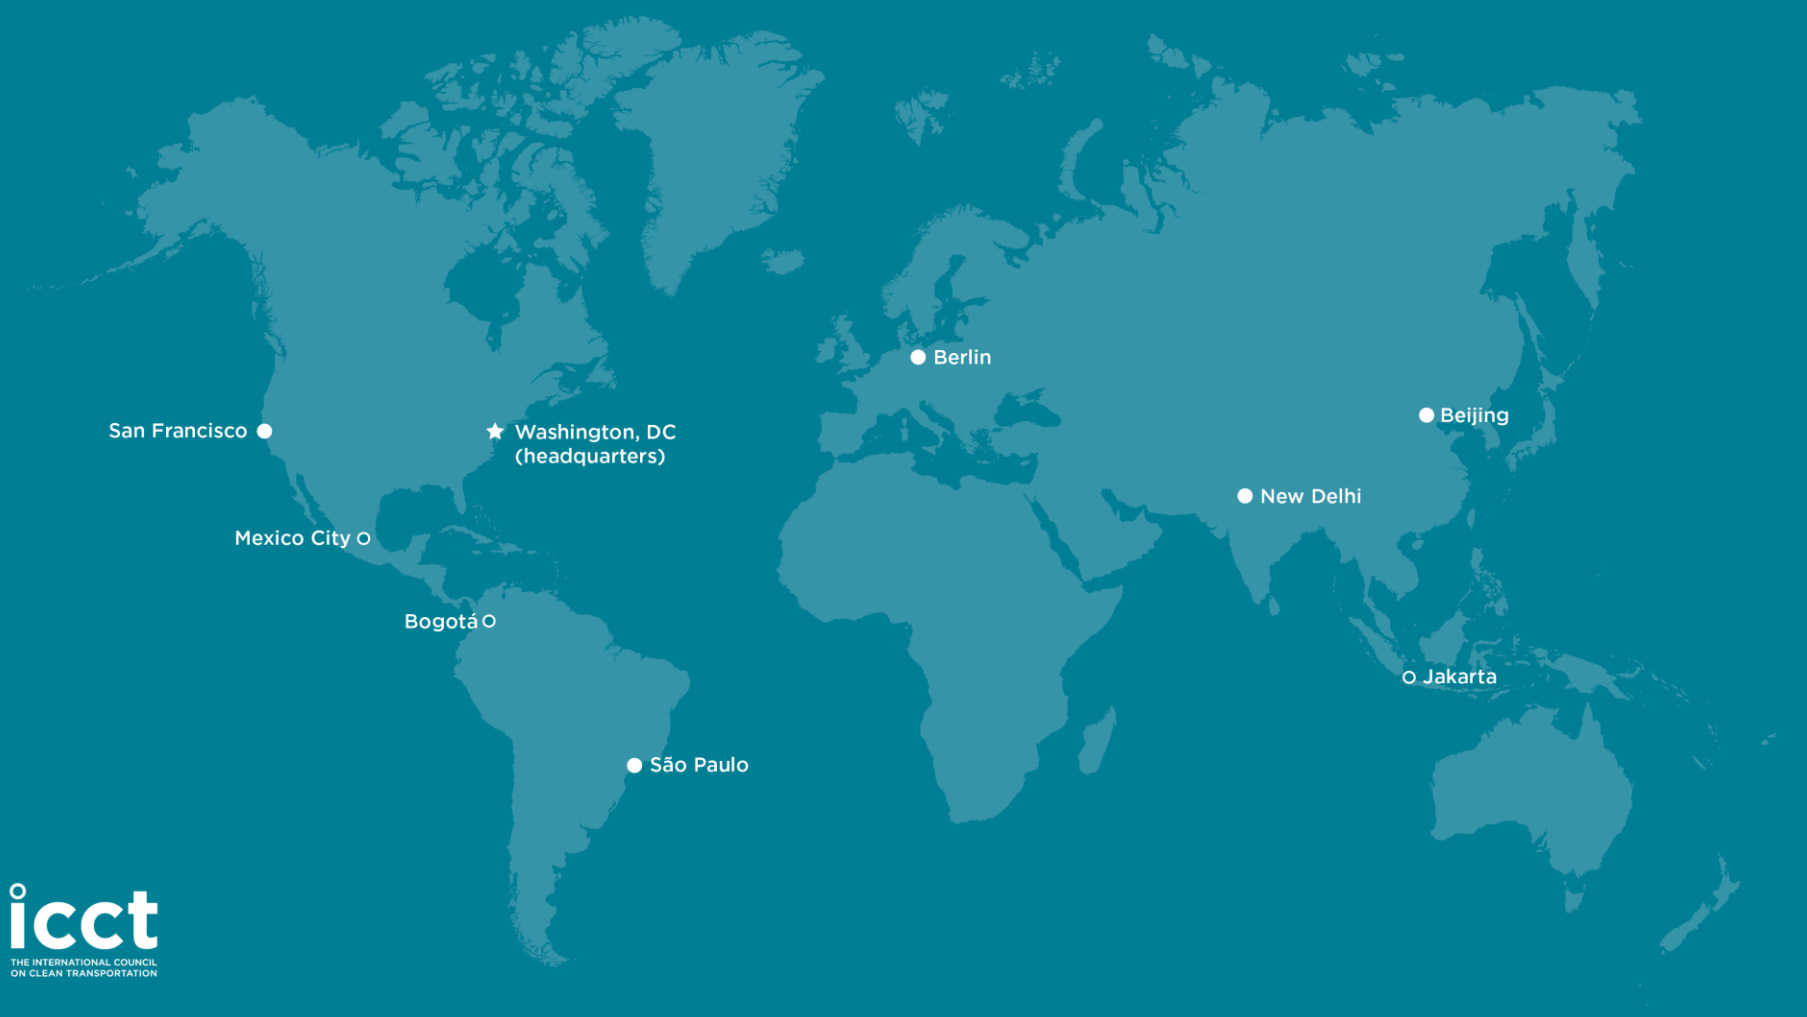 Berlin
Beijing
San Francisco
Washington, DC
(headquarters)
New Delhi
Mexico City
Bogotá
Jakarta
São Paulo
icct
THE INTERNATIONAL COUNCIL
ON CLEAN TRANSPORTATION